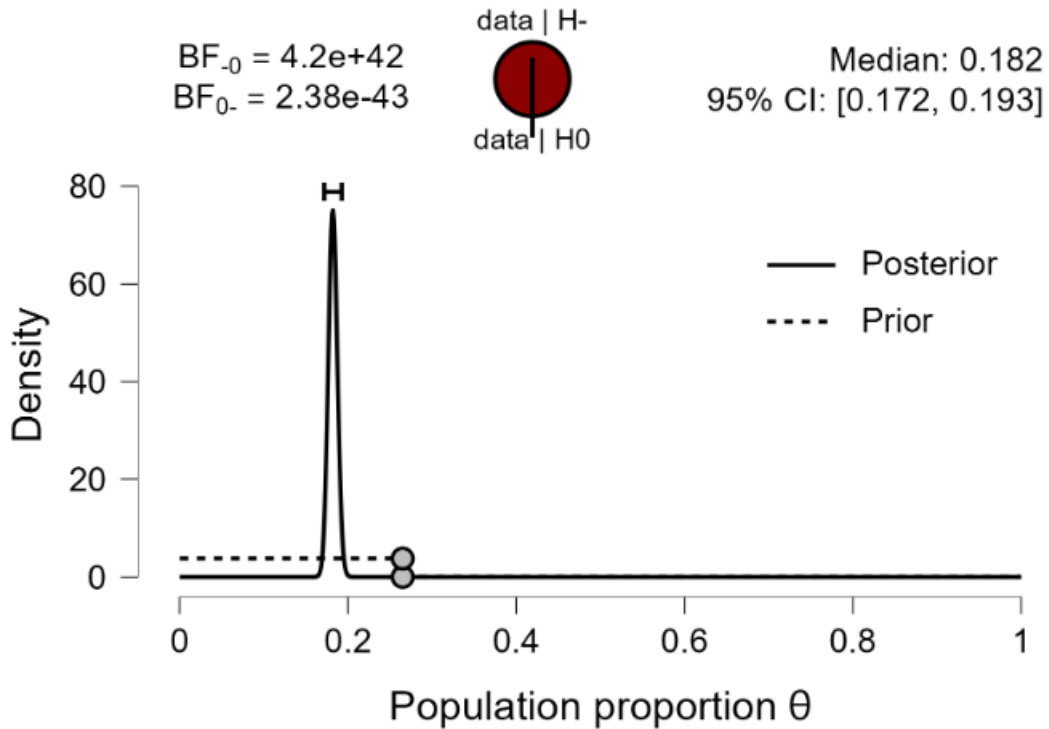 data | H-
BF-0 = 4.2e+42
BF0- = 2.38e-43
data | H0
Median: 0.182
95% CI: [0.172, 0.193]
80
60
40
20
0
Density
Posterior
Prior
0
0.2
0.4
0.6
0.8
1
Population proportion θ